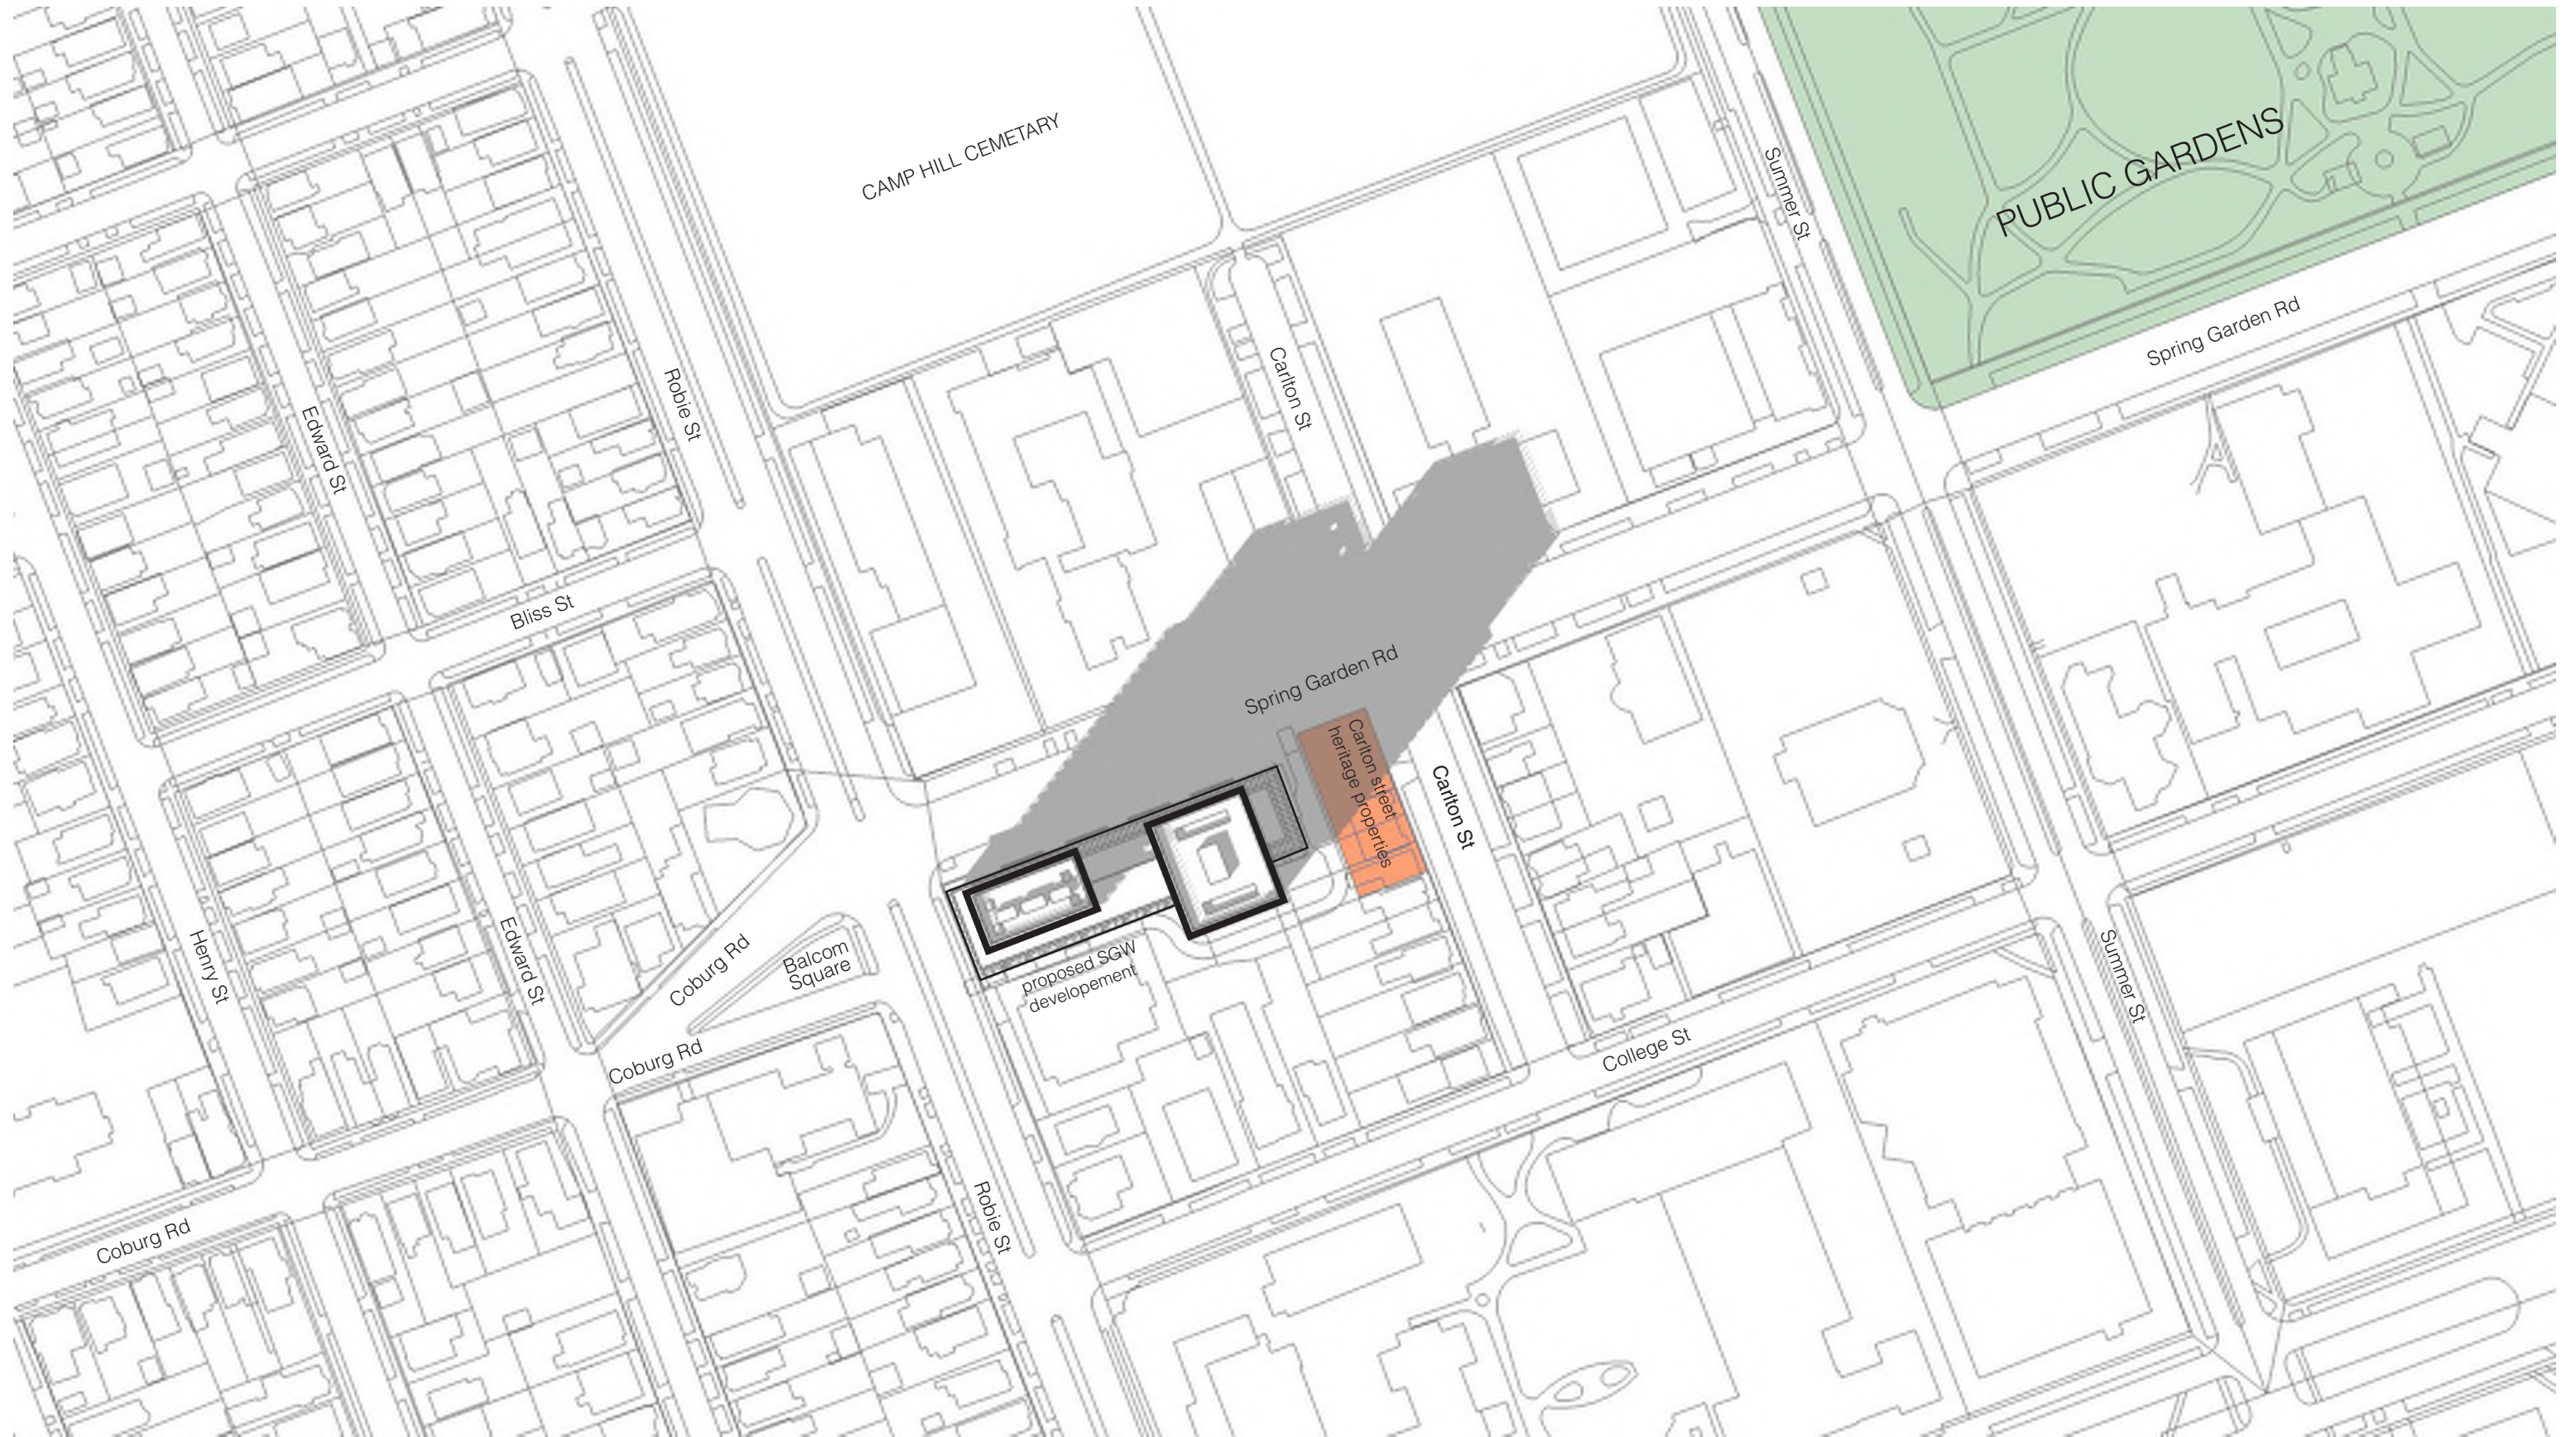 CAMP HILL CEMETARY
PUBLIC GARDENS
Summer St
Spring Garden Rd
Carlton St
Robie St
Edward St
Bliss St
Spring Garden Rd
Carlton street
heritage properties
Carlton St
Henry St
Edward St
Coburg Rd
Balcom
Square
proposed SGW
developement
Summer St
Coburg Rd
College St
Robie St
Coburg Rd